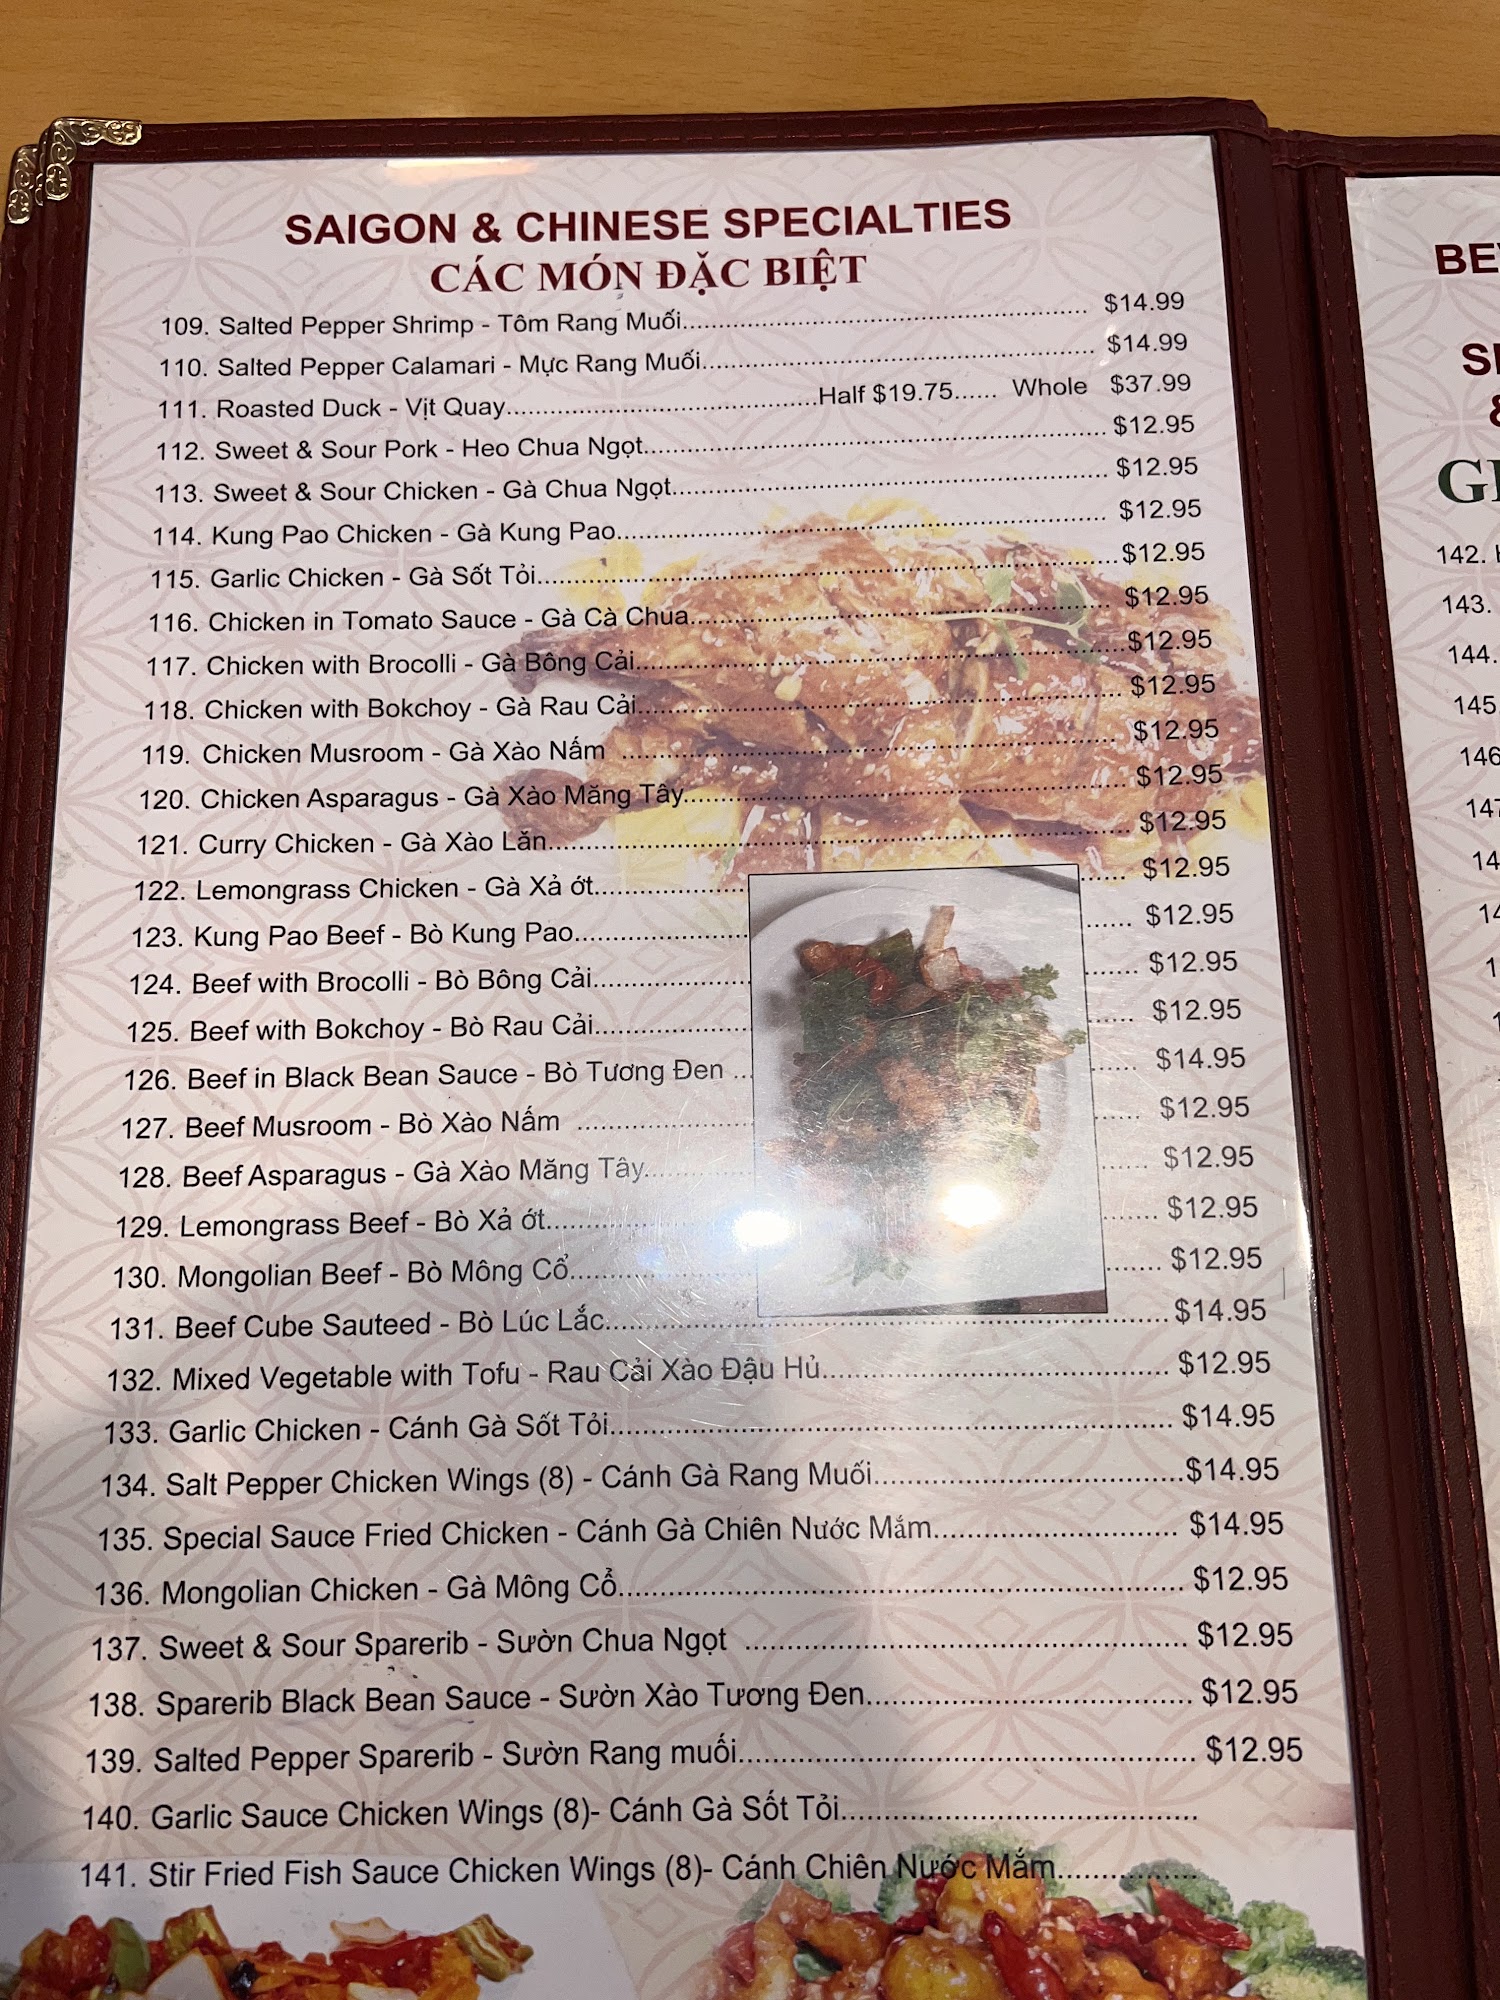 SAIGON & CHINESE SPECIALTIES
CÁC MÓN ĐẶC BIỆT
109. Salted Pepper Shrimp - Tôm Rang Muối $14.99
110. Salted Pepper Calamari - Mực Rang Muối $14.99
111. Roasted Duck - Vịt Quay Half $19.75 Whole $37.99
112. Sweet & Sour Pork - Heo Chua Ngọt $12.95
113. Sweet & Sour Chicken - Gà Chua Ngọt $12.95
114. Kung Pao Chicken - Gà Kung Pao $12.95
115. Garlic Chicken - Gà Sốt Tỏi $12.95
116. Chicken in Tomato Sauce - Gà Cà Chua $12.95
117. Chicken with Brocolli - Gà Bông Cải $12.95
118. Chicken with Bokchoy - Gà Rau Cải $12.95
119. Chicken Musroom - Gà Xào Nấm $12.95
120. Chicken Asparagus - Gà Xào Măng Tây $12.95
121. Curry Chicken - Gà Xào Lăn $12.95
122. Lemongrass Chicken - Gà Xả ớt $12.95
123. Kung Pao Beef - Bò Kung Pao $12.95
124. Beef with Brocolli - Bò Bông Cải $12.95
125. Beef with Bokchoy - Bò Rau Cải $12.95
126. Beef in Black Bean Sauce - Bò Tương Đen $14.95
127. Beef Musroom - Bò Xào Nấm $12.95
128. Beef Asparagus - Gà Xào Măng Tây $12.95
129. Lemongrass Beef - Bò Xả ớt $12.95
130. Mongolian Beef - Bò Mông Cổ $12.95
131. Beef Cube Sauteed - Bò Lúc Lắc $14.95
132. Mixed Vegetable with Tofu - Rau Cải Xào Đậu Hủ $12.95
133. Garlic Chicken - Cánh Gà Sốt Tỏi $14.95
134. Salt Pepper Chicken Wings (8) - Cánh Gà Rang Muối $14.95
135. Special Sauce Fried Chicken - Cánh Gà Chiên Nước Mắm $14.95
136. Mongolian Chicken - Gà Mông Cổ $12.95
137. Sweet & Sour Sparerib - Sườn Chua Ngọt $12.95
138. Sparerib Black Bean Sauce - Sườn Xào Tương Đen $12.95
139. Salted Pepper Sparerib - Sườn Rang muối $12.95
140. Garlic Sauce Chicken Wings (8)- Cánh Gà Sốt Tỏi
141. Stir Fried Fish Sauce Chicken Wings (8)- Cánh Chiên Nước Mắm
&
142.
143.
144.
145.